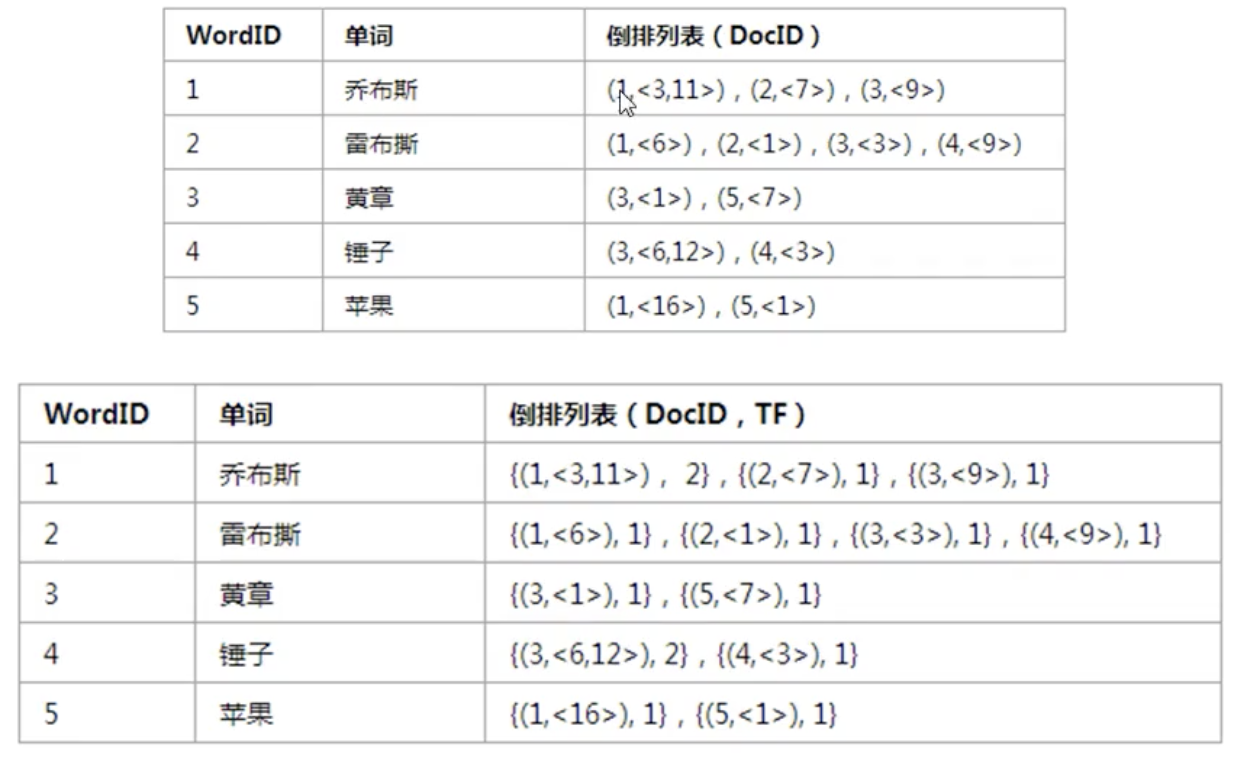 WordID 单词 倒排列表（DocID）
1 乔布斯 (1,<3,11>) , (2,<7>) , (3,<9>)
2 雷布撕 (1,<6>) , (2,<1>) , (3,<3>) , (4,<9>)
3 黄章 (3,<1>) , (5,<7>)
4 锤子 (3,<6,12>) , (4,<3>)
5 苹果 (1,<16>) , (5,<1>)
WordID 单词 倒排列表（DocID，TF）
1 乔布斯 {(1,<3,11>) , 2} , {(2,<7>), 1} , {(3,<9>), 1}
2 雷布撕 {(1,<6>), 1} , {(2,<1>), 1} , {(3,<3>), 1} , {(4,<9>), 1}
3 黄章 {(3,<1>), 1} , {(5,<7>), 1}
4 锤子 {(3,<6,12>), 2} , {(4,<3>), 1}
5 苹果 {(1,<16>), 1} , {(5,<1>), 1}